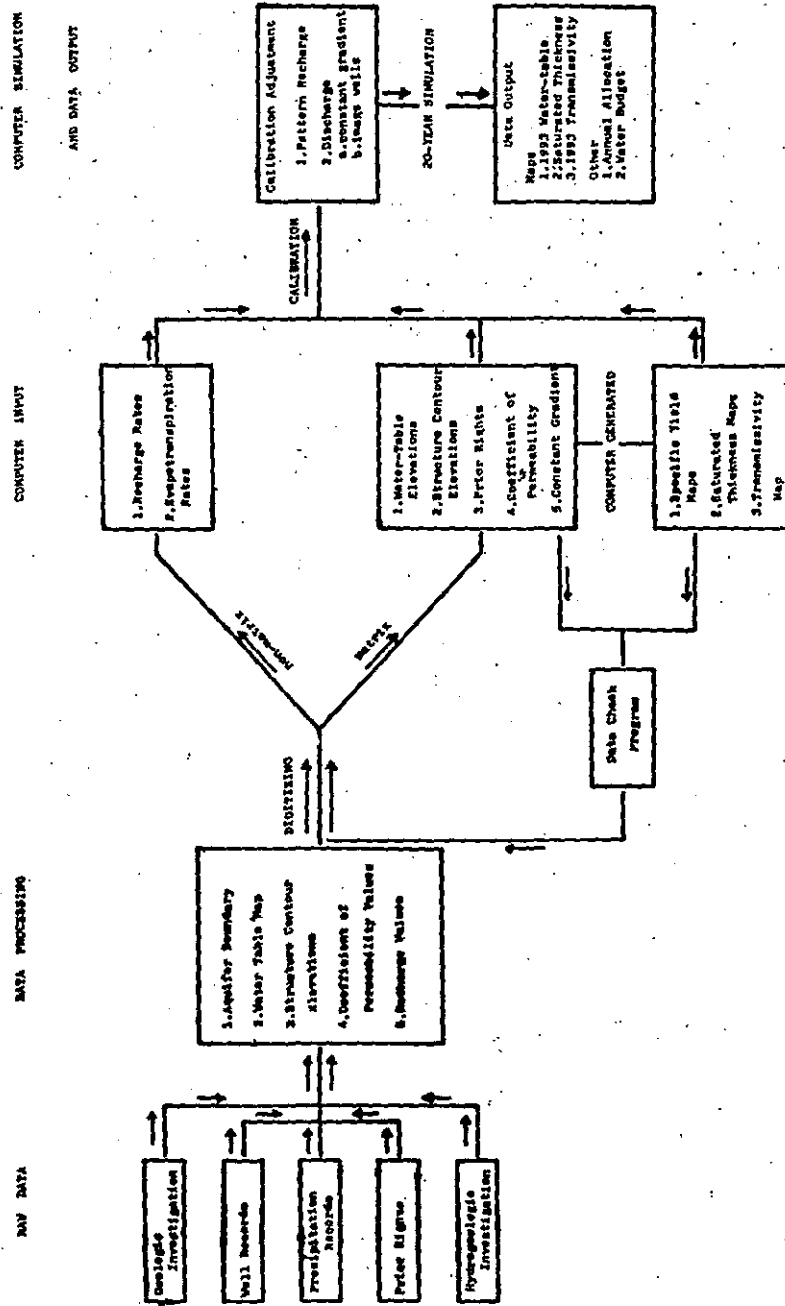 RAW DATA
DATA PROCESSING
COMPUTER INPUT
COMPUTER SIMULATION
AND DATA OUTPUT
Geologic
Investigation
Well Records
Precipitation
Records
Prior Rights
Hydrogeologic
Investigation
1.Aquifer Boundary
2.Water Table Map
3.Structure Contour
Elevations
4.Coefficient of
Permeability Values
5.Recharge Values
DIGITIZING
non-matrix
Matrix
Data Check
Program
1.Recharge Rates
2.Evapotranspiration
Rates
1.Water-Table
Elevations
2.Structure Contour
Elevations
3.Prior Rights
4.Coefficient of
Permeability
5.Constant Gradient
COMPUTER GENERATED
1.Specific Yield
Maps
2.Saturated
Thickness Maps
3.Transmissivity
Map
CALIBRATION
Calibration Adjustment
1.Pattern Recharge
2.Discharge
a.constant gradient
b.image wells
20-YEAR SIMULATION
Data Output
Maps
1.1993 Water-table
2.Saturated Thickness
3.1993 Transmissivity
Other
1.Annual Allocation
2.Water Budget